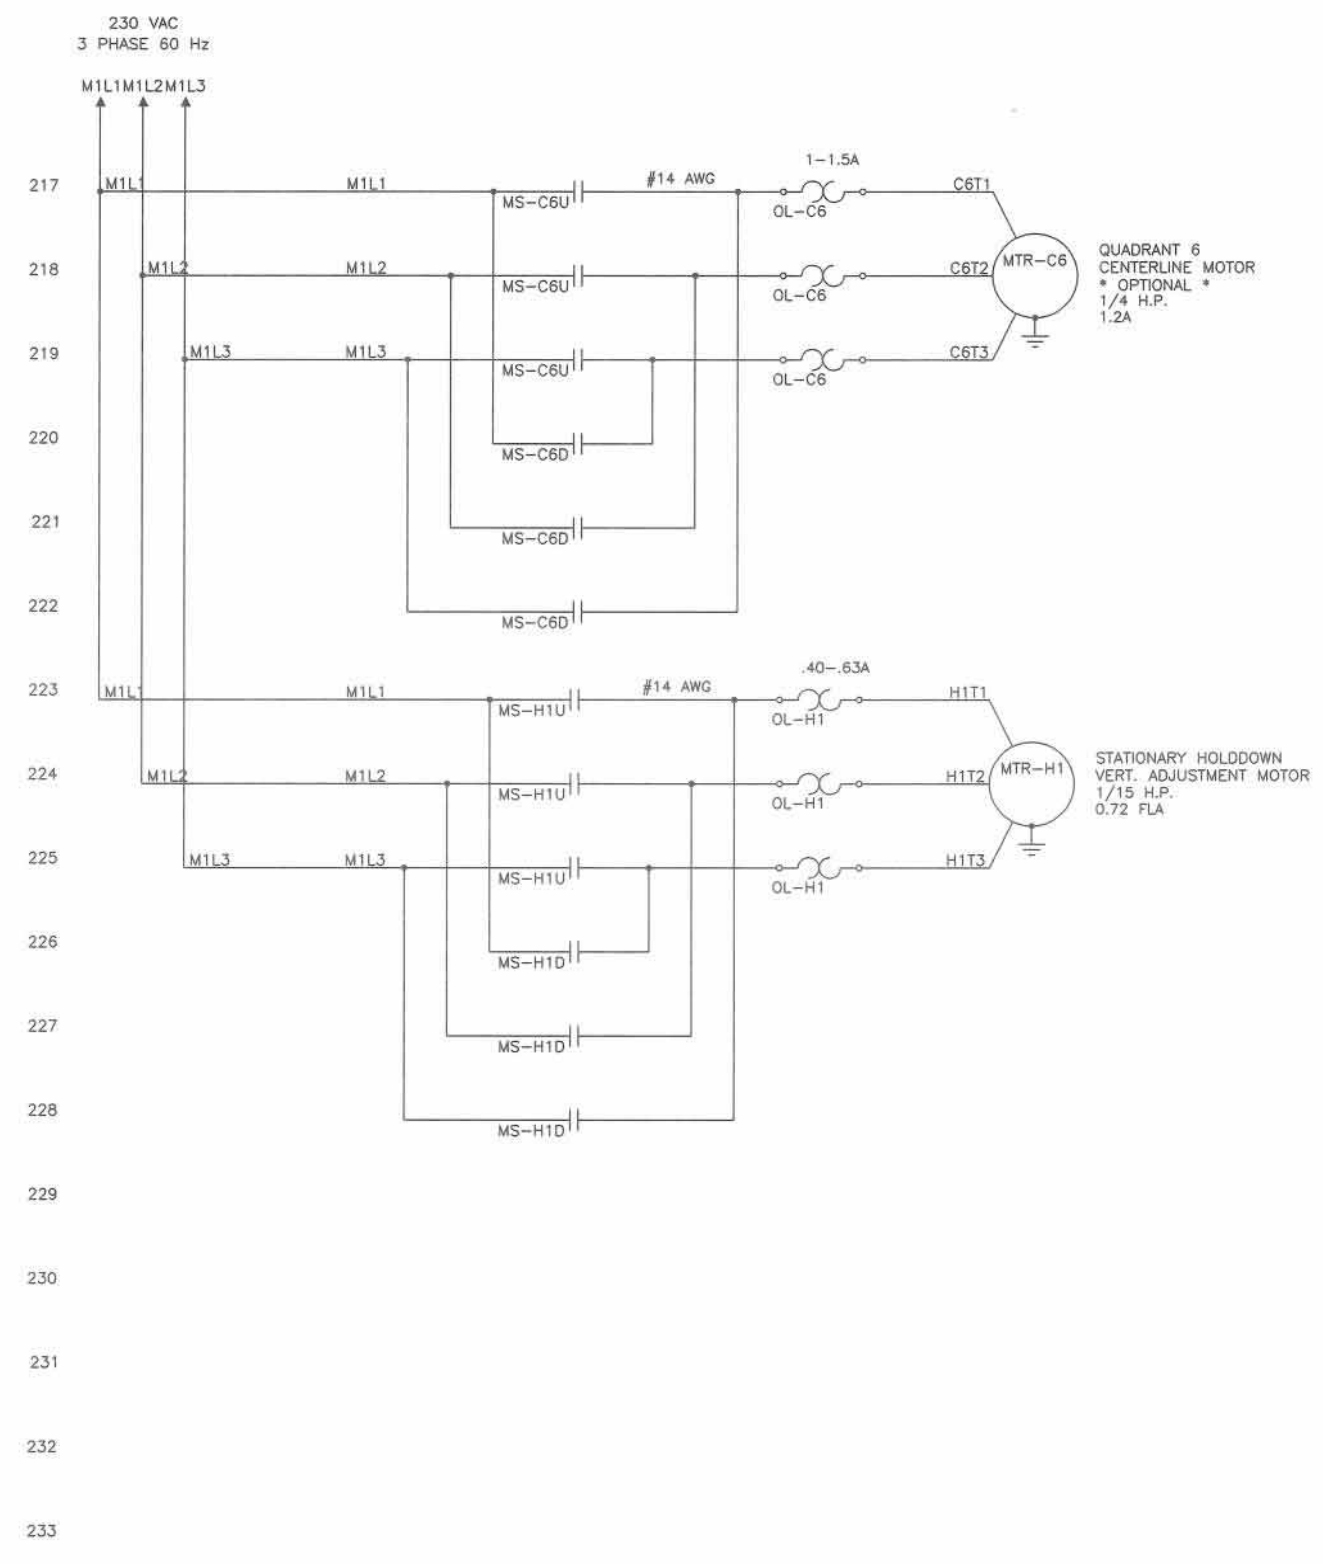 230 VAC
3 PHASE 60 Hz
M1L1 M1L2 M1L3
1-1.5A
217 M1L1 M1L1 #14 AWG C6T1
MS-C6U OL-C6
218 M1L2 M1L2 C6T2 MTR-C6
MS-C6U OL-C6
QUADRANT 6
CENTERLINE MOTOR
* OPTIONAL *
1/4 H.P.
1.2A
219 M1L3 M1L3 C6T3
MS-C6U OL-C6
220
MS-C6D
221
MS-C6D
222
MS-C6D
.40-.63A
223 M1L1 M1L1 #14 AWG H1T1
MS-H1U OL-H1
224 M1L2 M1L2 H1T2 MTR-H1
MS-H1U OL-H1
STATIONARY HOLDDOWN
VERT. ADJUSTMENT MOTOR
1/15 H.P.
0.72 FLA
225 M1L3 M1L3 H1T3
MS-H1U OL-H1
226
MS-H1D
227
MS-H1D
228
MS-H1D
229
230
231
232
233